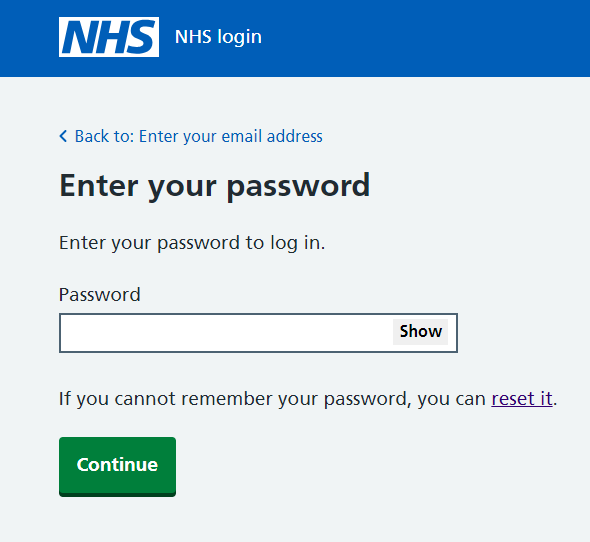 NHS NHS login
Back to: Enter your email address
Enter your password
Enter your password to log in.
Password
Show
If you cannot remember your password, you can reset it.
Continue